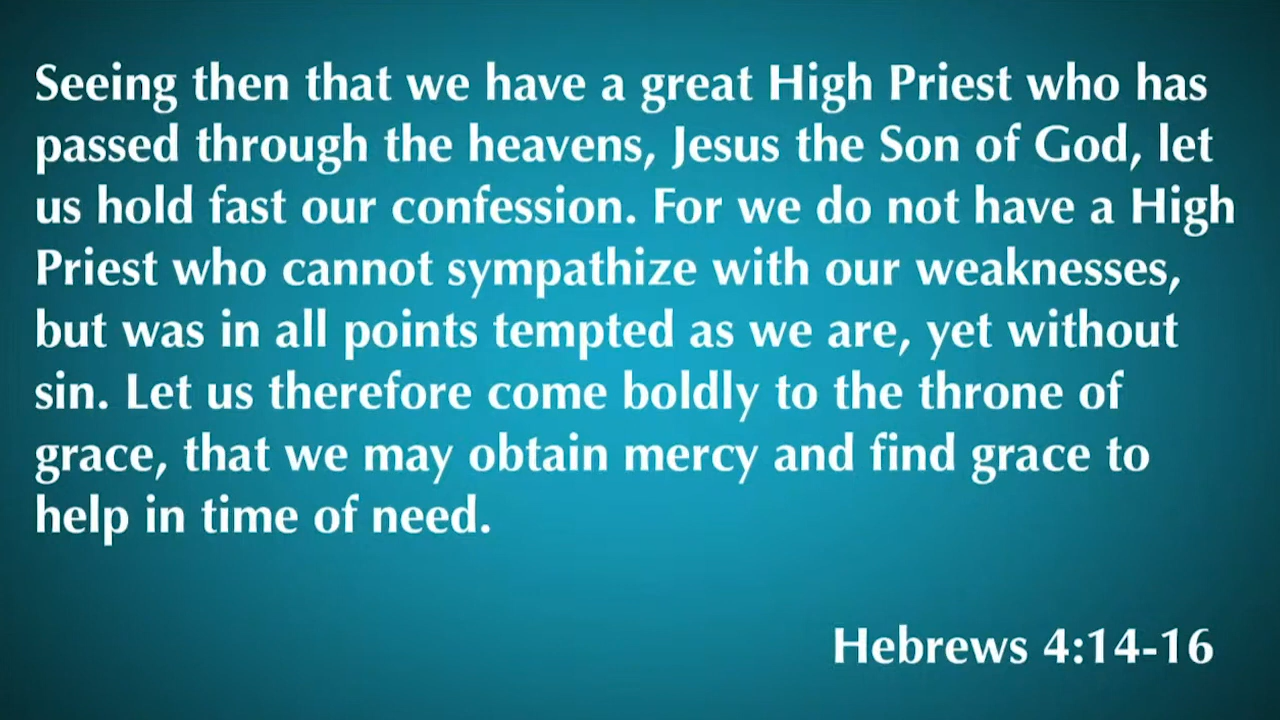 Seeing then that we have a great High Priest who has
passed through the heavens, Jesus the Son of God, let
us hold fast our confession. For we do not have a High
Priest who cannot sympathize with our weaknesses,
but was in all points tempted as we are, yet without
sin. Let us therefore come boldly to the throne of
grace, that we may obtain mercy and find grace to
help in time of need.
Hebrews 4:14-16